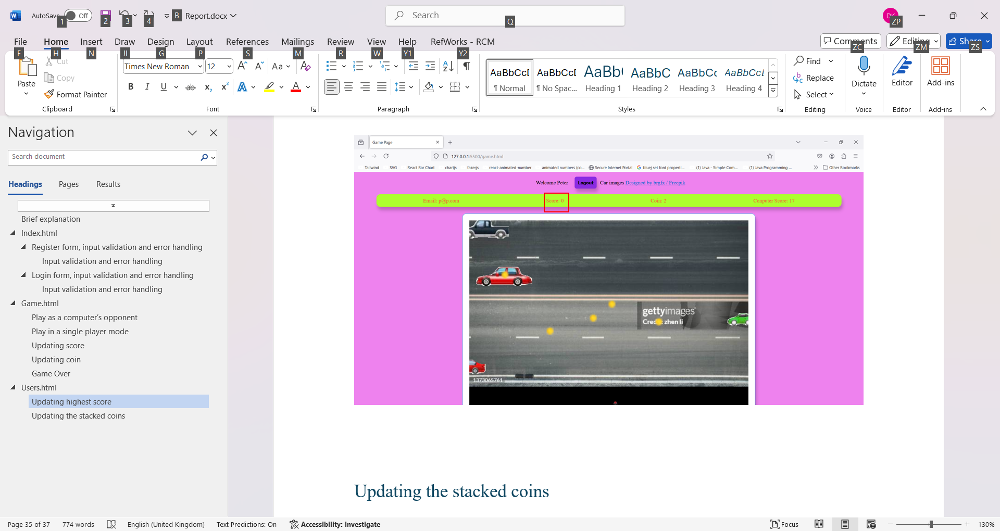 AutoSave Off B Report.docx Search DK
1 2 3 4 Q ZP
File Home Insert Draw Design Layout References Mailings Review View Help RefWorks - RCM Comments Editing Share
F H N JI G P S M R W Y1 Y2 ZC ZM ZS
Paste Cut Copy Format Painter
Clipboard
Times New Roman 12 Aa
B I U ab x2 x2 A A
Font
Paragraph
AaBbCcD AaBbCcD AaBb( AaBbC AaBbCc AaBbCcL
¶ Normal ¶ No Spac... Heading 1 Heading 2 Heading 3 Heading 4
Styles
Find Replace Select
Editing
Dictate Editor Add-ins
Voice Editor Add-ins
Navigation
Search document
Headings Pages Results
Brief explanation
Index.html
Register form, input validation and error handling
Input validation and error handling
Login form, input validation and error handling
Input validation and error handling
Game.html
Play as a computer’s opponent
Play in a single player mode
Updating score
Updating coin
Game Over
Users.html
Updating highest score
Updating the stacked coins
Game Page
127.0.0.1:5500/game.html
Tailwind SVG React Bar Chart chartjs fakerjs react-animated-number animated numbers (co... Secure Internet Portal bluej set font properti... (1) Java - Simple Com... (1) Java Programming ... Other Bookmarks
Welcome Peter Logout Car images Designed by brgfx / Freepik
Email: p@p.com Score: 0 Coin: 2 Conputer Score: 17
gettyimages
Credit: zhen li
1373065761
Updating the stacked coins
Page 35 of 37 774 words English (United Kingdom) Text Predictions: On Accessibility: Investigate Focus 130%